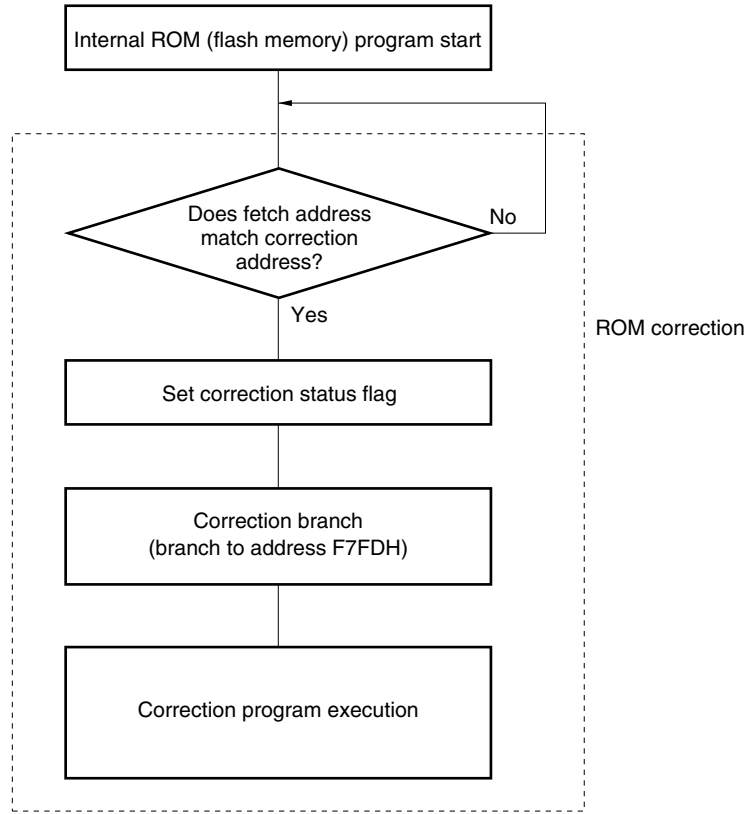 Internal ROM (flash memory) program start
Does fetch address
match correction
address?
No
Yes
ROM correction
Set correction status flag
Correction branch
(branch to address F7FDH)
Correction program execution